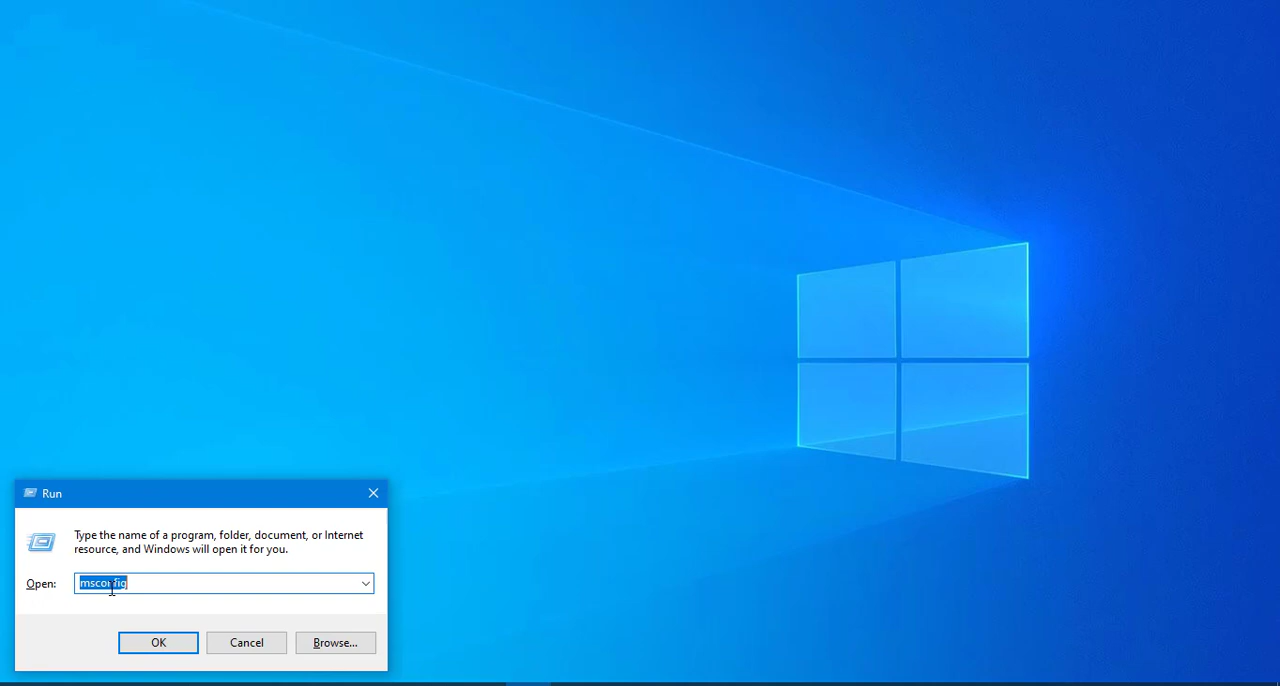 Run
Type the name of a program, folder, document, or Internet
resource, and Windows will open it for you.
Open: msconfig
OK Cancel Browse...